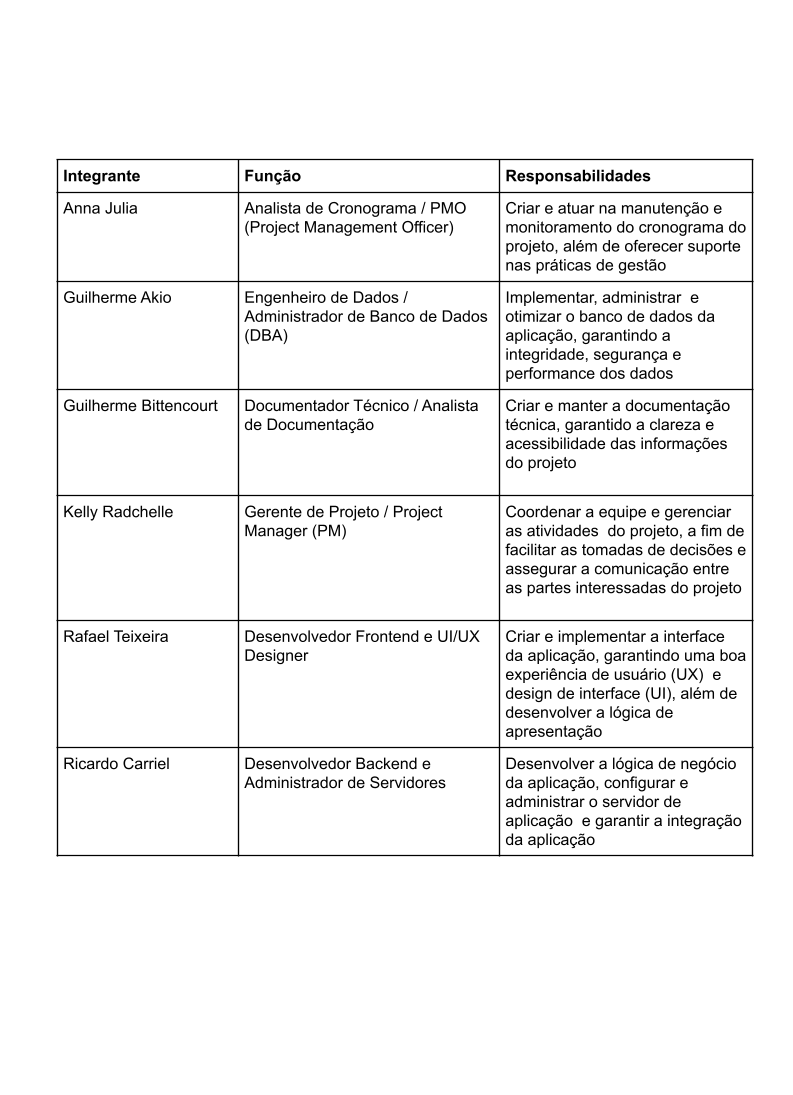 Integrante
Função
Responsabilidades
Anna Julia
Analista de Cronograma / PMO
(Project Management Officer)
Criar e atuar na manutenção e
monitoramento do cronograma do
projeto, além de oferecer suporte
nas práticas de gestão
Guilherme Akio
Engenheiro de Dados /
Administrador de Banco de Dados
(DBA)
Implementar, administrar  e
otimizar o banco de dados da
aplicação, garantindo a
integridade, segurança e
performance dos dados
Guilherme Bittencourt
Documentador Técnico / Analista
de Documentação
Criar e manter a documentação
técnica, garantido a clareza e
acessibilidade das informações
do projeto
Kelly Radchelle
Gerente de Projeto / Project
Manager (PM)
Coordenar a equipe e gerenciar
as atividades  do projeto, a fim de
facilitar as tomadas de decisões e
assegurar a comunicação entre
as partes interessadas do projeto
Rafael Teixeira
Desenvolvedor Frontend e UI/UX
Designer
Criar e implementar a interface
da aplicação, garantindo uma boa
experiência de usuário (UX)  e
design de interface (UI), além de
desenvolver a lógica de
apresentação
Ricardo Carriel
Desenvolvedor Backend e
Administrador de Servidores
Desenvolver a lógica de negócio
da aplicação, configurar e
administrar o servidor de
aplicação  e garantir a integração
da aplicação